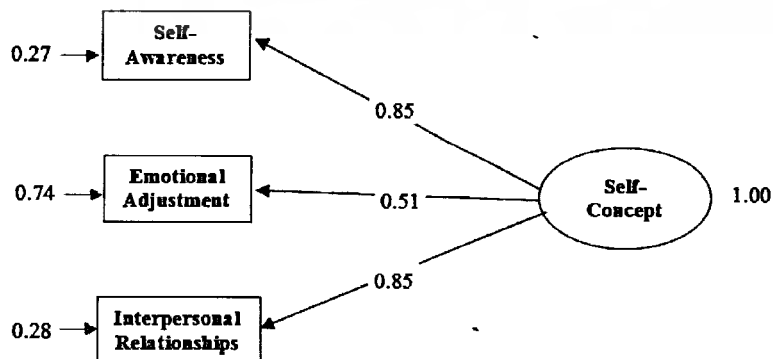 Self-
Awareness
0.27
0.85
Emotional
Adjustment
0.74
0.51
Self-
Concept
1.00
0.85
Interpersonal
Relationships
0.28